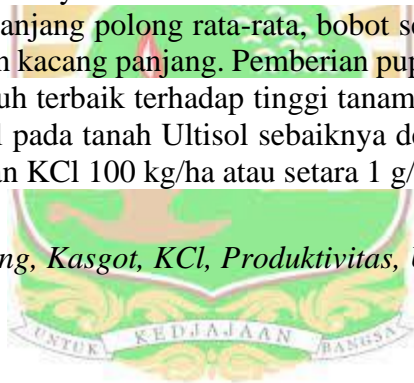 anjang polong rata-rata, bobot se
n kacang panjang. Pemberian pup
uh terbaik terhadap tinggi tanam
l pada tanah Ultisol sebaiknya de
an KCl 100 kg/ha atau setara 1 g/
ng, Kasgot, KCl, Produktivitas, U
UNTUK KEDJAJAAN BANGSA